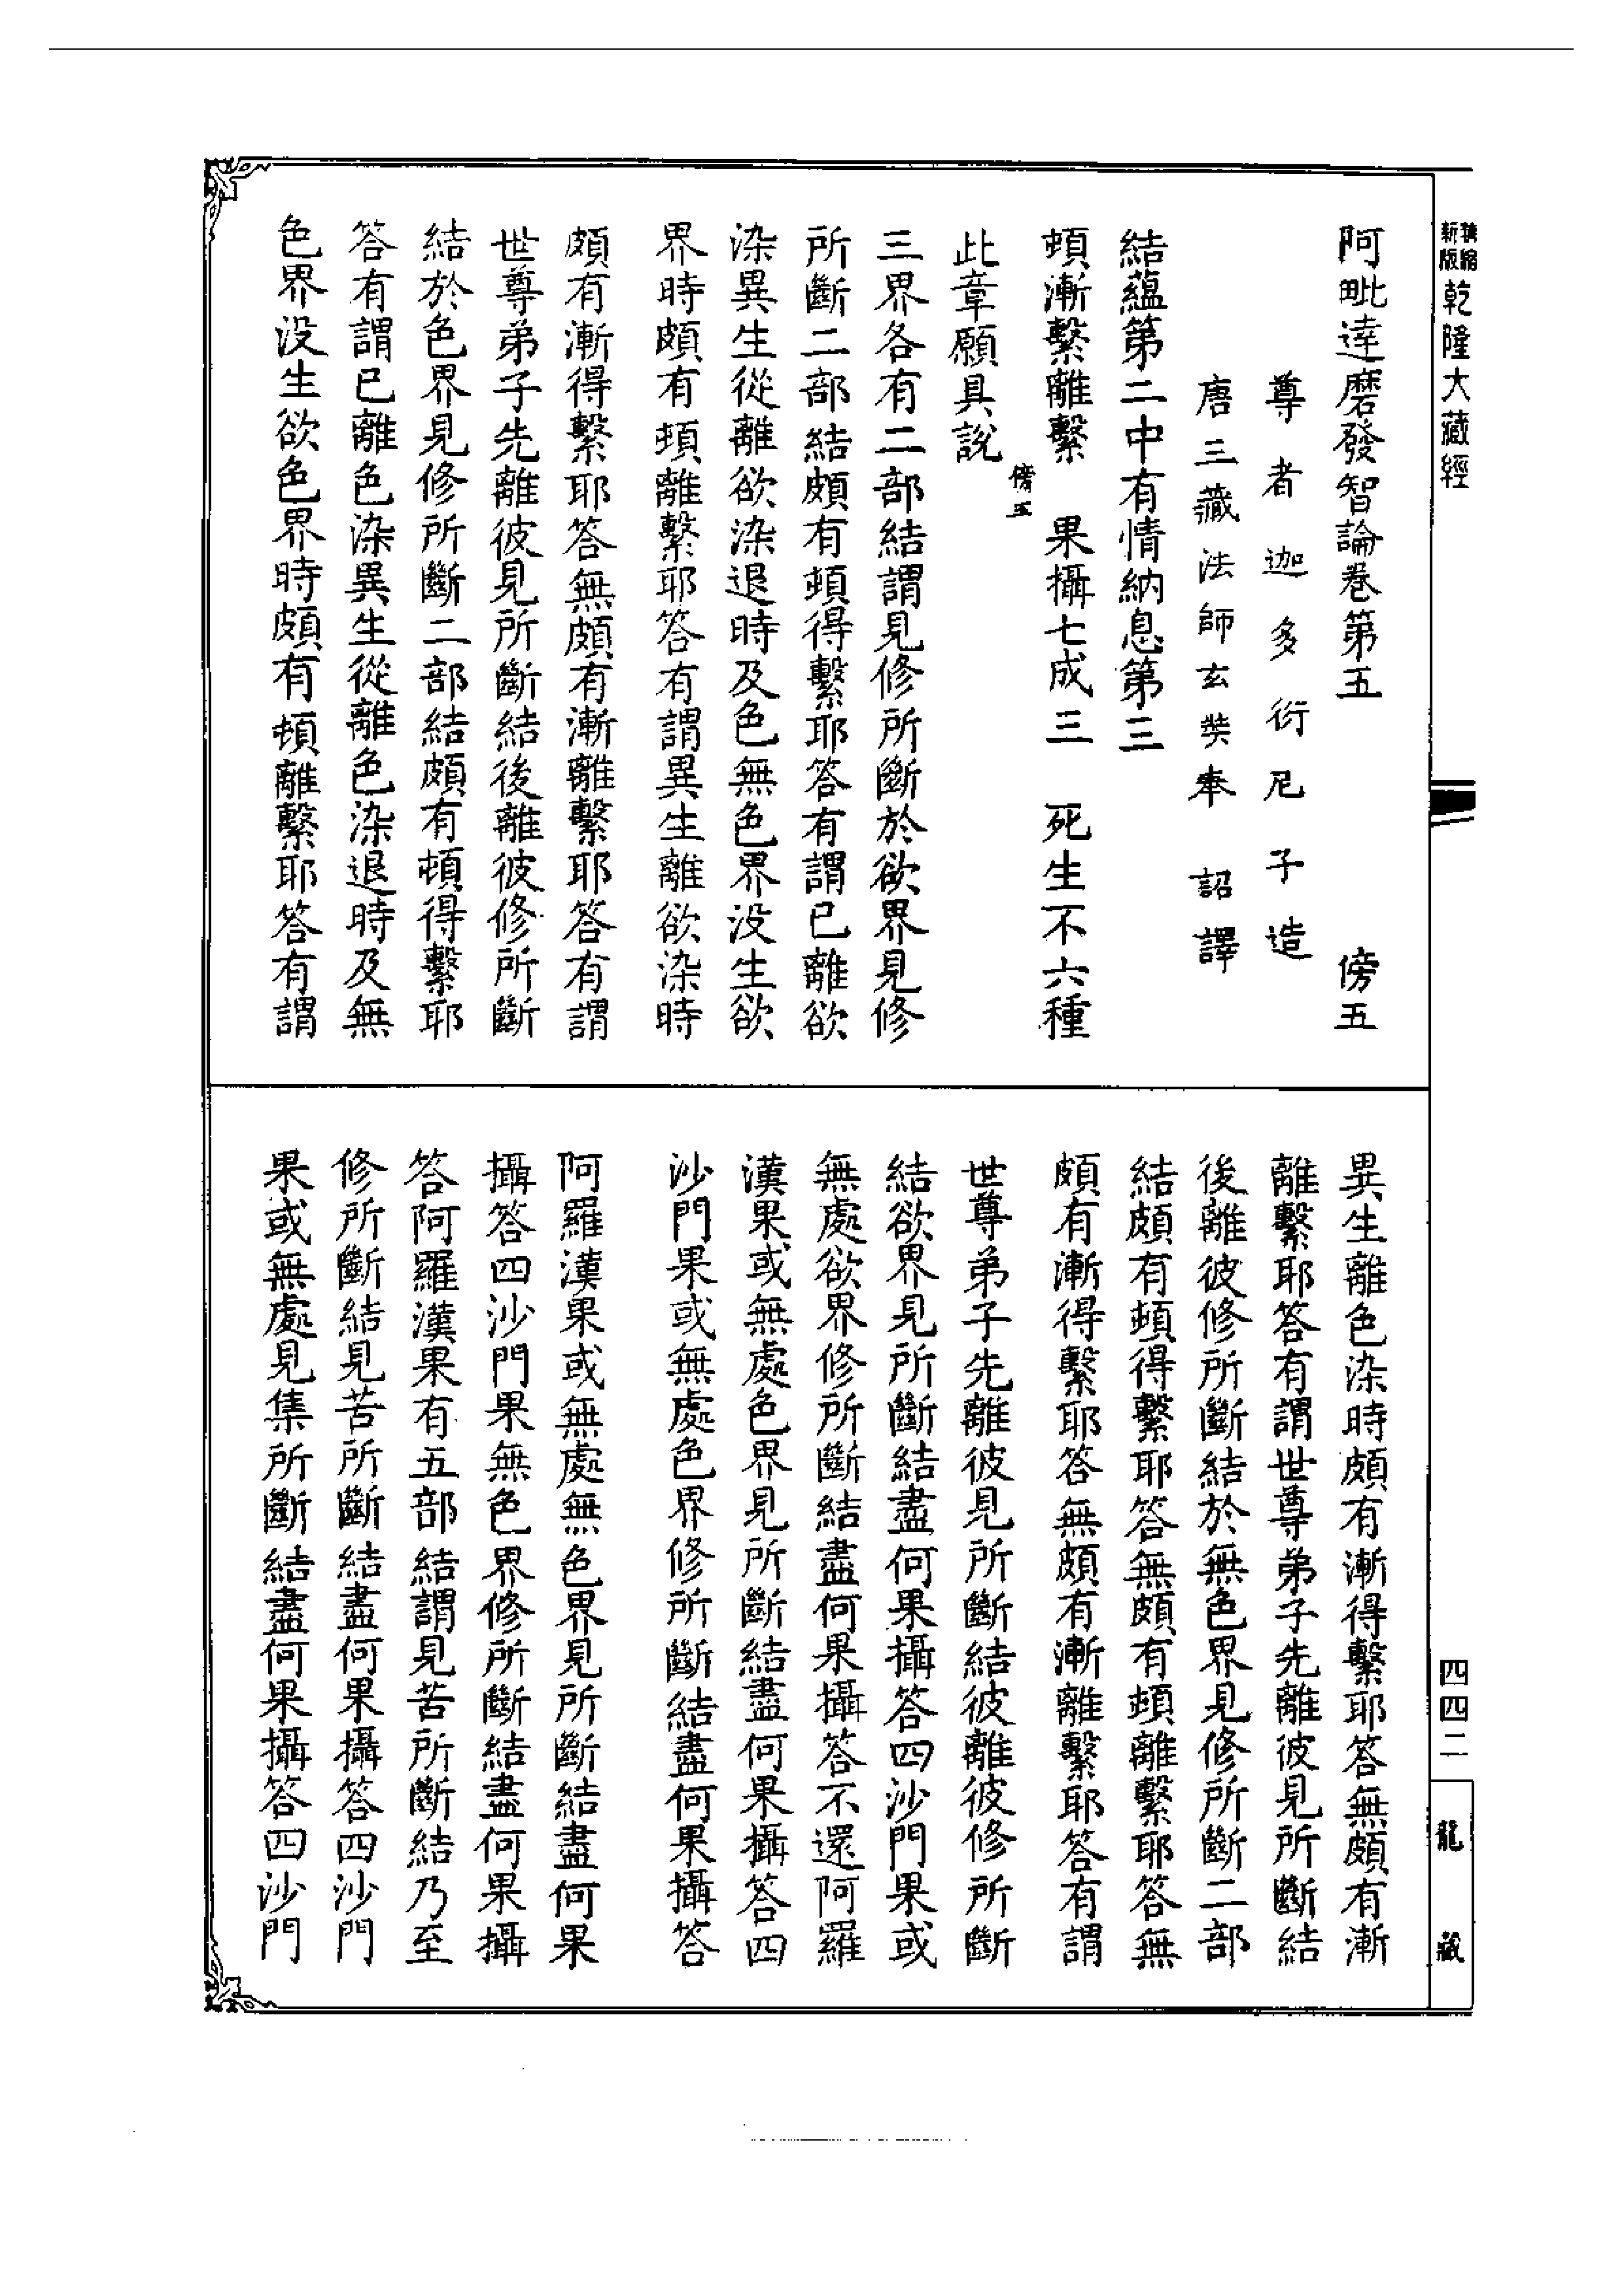 精縮新版乾隆大藏經
阿毗達磨發智論卷第五　傍五
尊者迦多衍尼子造
唐三藏法師玄奘奉　詔譯
結蘊第二中有情納息第三
頓漸繫離繫　果攝七成三　死生不六種
傍五
此章願具說
三界各有二部結謂見修所斷於欲界見修
所斷二部結頗有頓得繫耶答有謂已離欲
染異生從離欲染退時及色無色界没生欲
界時頗有頓離繫耶答有謂異生離欲染時
頗有漸得繫耶答無頗有漸離繫耶答有謂
世尊弟子先離彼見所斷結後離彼修所斷
結於色界見修所斷二部結頗有頓得繫耶
答有謂已離色染異生從離色染退時及無
色界没生欲色界時頗有頓離繫耶答有謂
異生離色染時頗有漸得繫耶答無頗有漸
離繫耶答有謂世尊弟子先離彼見所斷結
後離彼修所斷結於無色界見修所斷二部
結頗有頓得繫耶答無頗有頓離繫耶答無
頗有漸得繫耶答無頗有漸離繫耶答有謂
世尊弟子先離彼見所斷結後離彼修所斷
結欲界見所斷結盡何果攝答四沙門果或
無處欲界修所斷結盡何果攝答不還阿羅
漢果或無處色界見所斷結盡何果攝答四
沙門果或無處色界修所斷結盡何果攝答
阿羅漢果或無處無色界見所斷結盡何果
攝答四沙門果無色界修所斷結盡何果攝
答阿羅漢果有五部結謂見苦所斷結乃至
修所斷結見苦所斷結盡何果攝答四沙門
果或無處見集所斷結盡何果攝答四沙門
四四二
龍藏